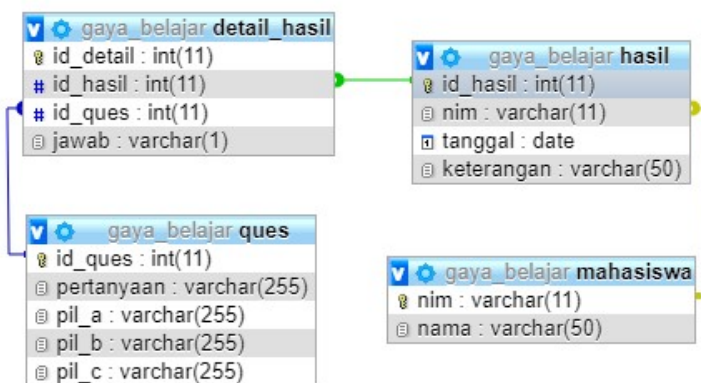 gaya_belajar detail_hasil
id_detail : int(11)
# id_hasil : int(11)
# id_ques : int(11)
jawab : varchar(1)
gaya_belajar hasil
id_hasil : int(11)
nim : varchar(11)
tanggal : date
keterangan : varchar(50)
gaya_belajar ques
id_ques : int(11)
pertanyaan : varchar(255)
pil_a : varchar(255)
pil_b : varchar(255)
pil_c : varchar(255)
gaya_belajar mahasiswa
nim : varchar(11)
nama : varchar(50)